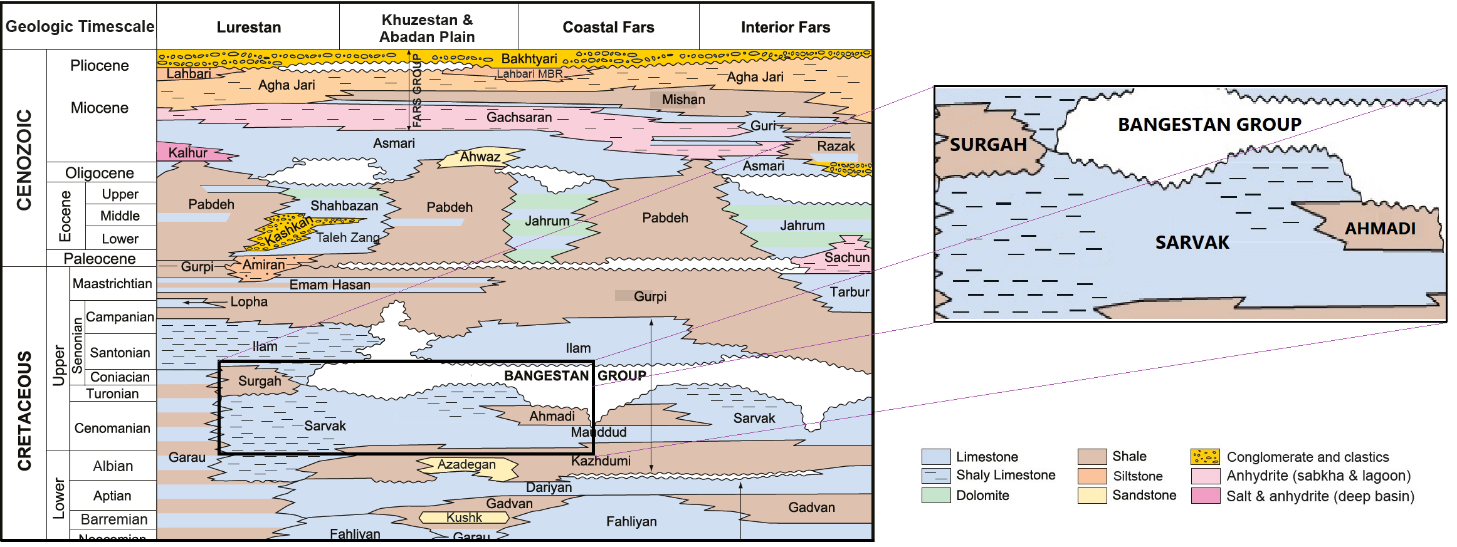 Geologic Timescale
Lurestan
Khuzestan &
Abadan Plain
Coastal Fars
Interior Fars
CENOZOIC
CRETACEOUS
Pliocene
Miocene
Oligocene
Eocene
Upper
Middle
Lower
Paleocene
Upper
Senonian
Maastrichtian
Campanian
Santonian
Coniacian
Turonian
Cenomanian
Lower
Albian
Aptian
Barremian
Neocomian
Bakhtyari
Lahbari
Lahbari MBR
Agha Jari
Agha Jari
FARS GROUP
Mishan
Gachsaran
Guri
Asmari
Razak
Kalhur
Ahwaz
Asmari
Pabdeh
Shahbazan
Pabdeh
Jahrum
Pabdeh
Jahrum
Kashkan
Taleh Zang
Gurpi
Amiran
Sachun
Emam Hasan
Gurpi
Tarbur
Lopha
Ilam
Ilam
BANGESTAN GROUP
Surgah
Ahmadi
Sarvak
Sarvak
Mauddud
Garau
Azadegan
Kazhdumi
Dariyan
Gadvan
Gadvan
Kushk
Fahliyan
Fahliyan
Garau
BANGESTAN GROUP
SURGAH
SARVAK
AHMADI
Limestone
Shaly Limestone
Dolomite
Shale
Siltstone
Sandstone
Conglomerate and clastics
Anhydrite (sabkha & lagoon)
Salt & anhydrite (deep basin)